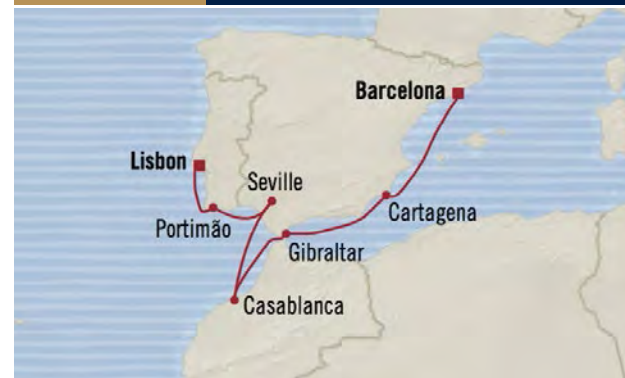 Barcelona
Lisbon
Seville
Portimão
Cartagena
Gibraltar
Casablanca